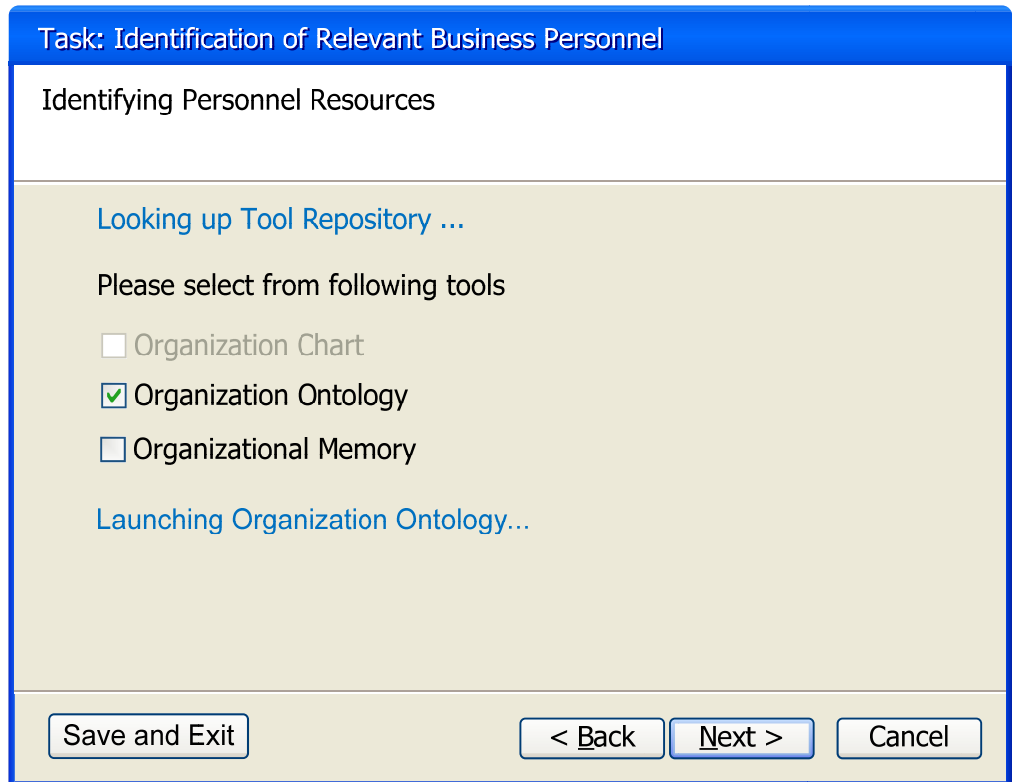 Task: Identification of Relevant Business Personnel
Identifying Personnel Resources
Looking up Tool Repository ...
Please select from following tools
Organization Chart
Organization Ontology
Organizational Memory
Launching Organization Ontology...
Save and Exit
< Back
Next >
Cancel